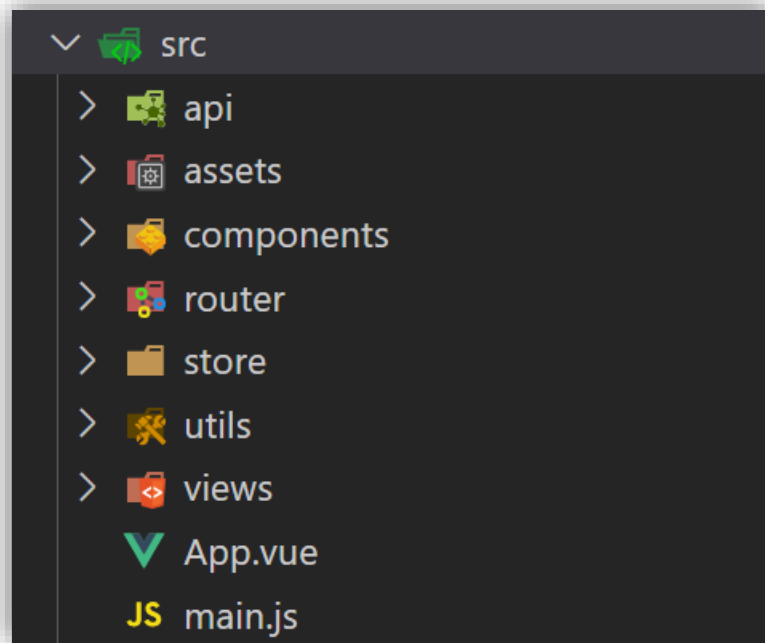 src
api
assets
components
router
store
utils
views
App.vue
JS main.js